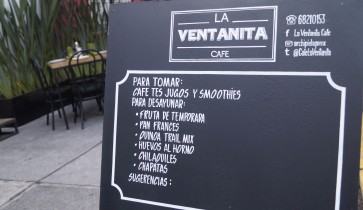 LA
VENTANITA
CAFE
68210153
La Ventanita Cafe
PARA TOMAR:
CAFE TES JUGOS Y SMOOTHIES
PARA DESAYUNAR:
• FRUTA DE TEMPORADA
• PAN FRANCES
• QUINOA TRAIL MIX
• HUEVOS AL HORNO
• CHILAQUILES
• CHAPATAS
SUGERENCIAS: